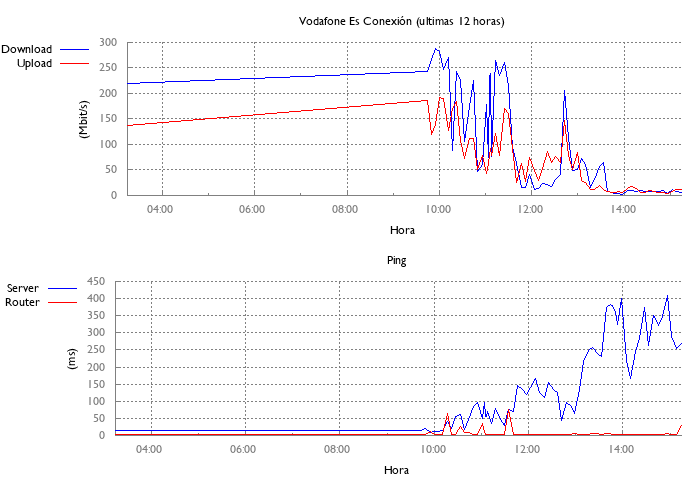 Vodafone Es Conexión (ultimas 12 horas)
Download
Upload
300
250
200
150
100
50
0
(Mbit/s)
04:00 06:00 08:00 10:00 12:00 14:00
Hora
Ping
Server
Router
450
400
350
300
250
200
150
100
50
0
(ms)
04:00 06:00 08:00 10:00 12:00 14:00
Hora